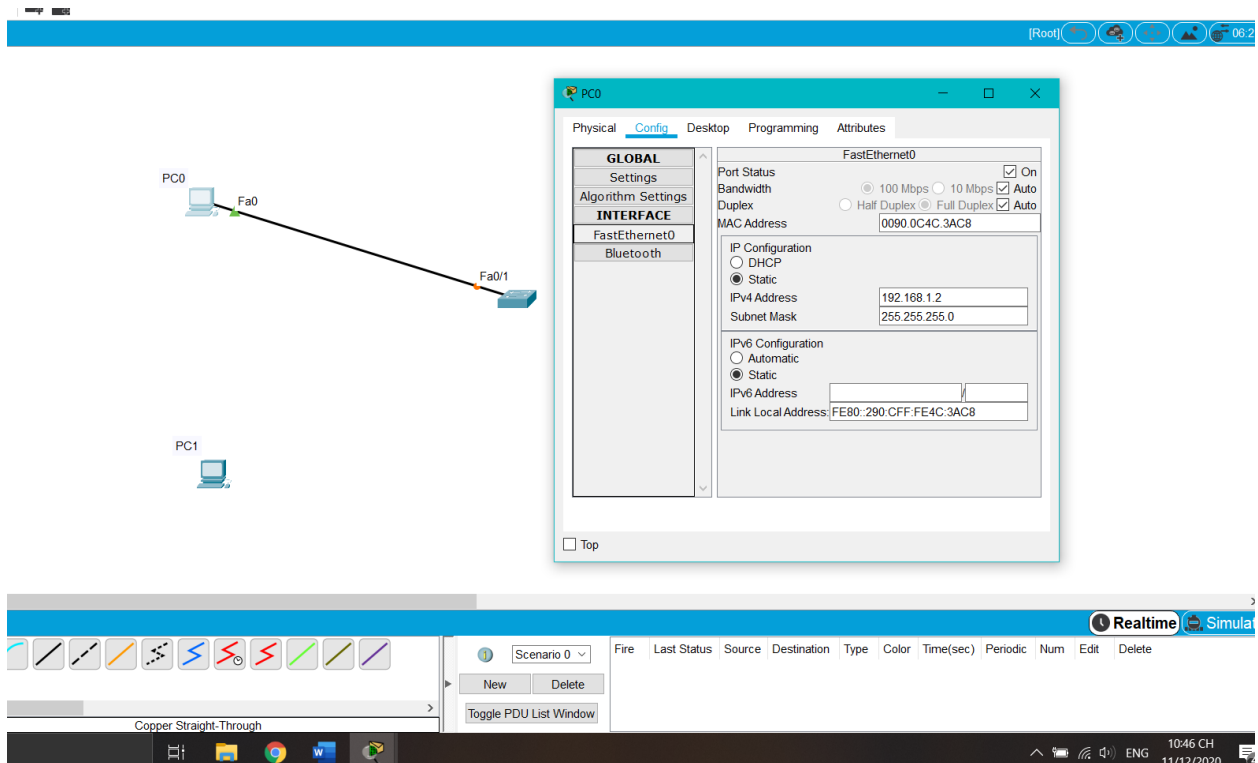 [Root] 06:2
PC0
Physical Config Desktop Programming Attributes
GLOBAL
Settings
Algorithm Settings
INTERFACE
FastEthernet0
Bluetooth
FastEthernet0
Port Status On
Bandwidth 100 Mbps 10 Mbps Auto
Duplex Half Duplex Full Duplex Auto
MAC Address 0090.0C4C.3AC8
IP Configuration
DHCP
Static
IPv4 Address 192.168.1.2
Subnet Mask 255.255.255.0
IPv6 Configuration
Automatic
Static
IPv6 Address /
Link Local Address: FE80::290:CFF:FE4C:3AC8
Top
PC0
Fa0
Fa0/1
PC1
Realtime Simulat
Scenario 0
New Delete
Toggle PDU List Window
Fire Last Status Source Destination Type Color Time(sec) Periodic Num Edit Delete
Copper Straight-Through
ENG
10:46 CH
11/12/2020